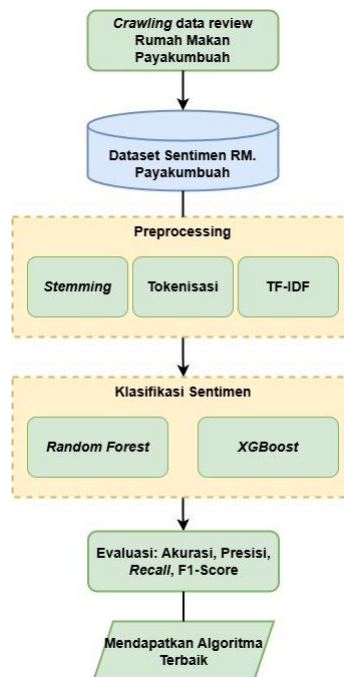 Crawling data review
Rumah Makan
Payakumbuah
Dataset Sentimen RM.
Payakumbuah
Preprocessing
Stemming
Tokenisasi
TF-IDF
Klasifikasi Sentimen
Random Forest
XGBoost
Evaluasi: Akurasi, Presisi,
Recall, F1-Score
Mendapatkan Algoritma
Terbaik